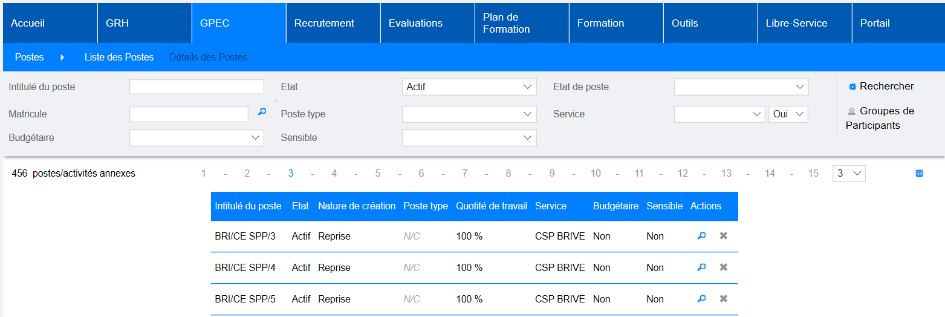 Accueil GRH GPEC Recrutement Evaluations Plan de Formation Formation Outils Libre-Service Portail
Postes Liste des Postes Détails des Postes
Intitulé du poste Etat Actif Etat de poste Rechercher
Matricule Poste type Service Oui Groupes de Participants
Budgétaire Sensible
456 postes/activités annexes 1 - 2 - 3 - 4 - 5 - 6 - 7 - 8 - 9 - 10 - 11 - 12 - 13 - 14 - 15 3
Intitulé du poste Etat Nature de création Poste type Quotité de travail Service Budgétaire Sensible Actions
BRI/CE SPP/3 Actif Reprise N/C 100 % CSP BRIVE Non Non
BRI/CE SPP/4 Actif Reprise N/C 100 % CSP BRIVE Non Non
BRI/CE SPP/5 Actif Reprise N/C 100 % CSP BRIVE Non Non